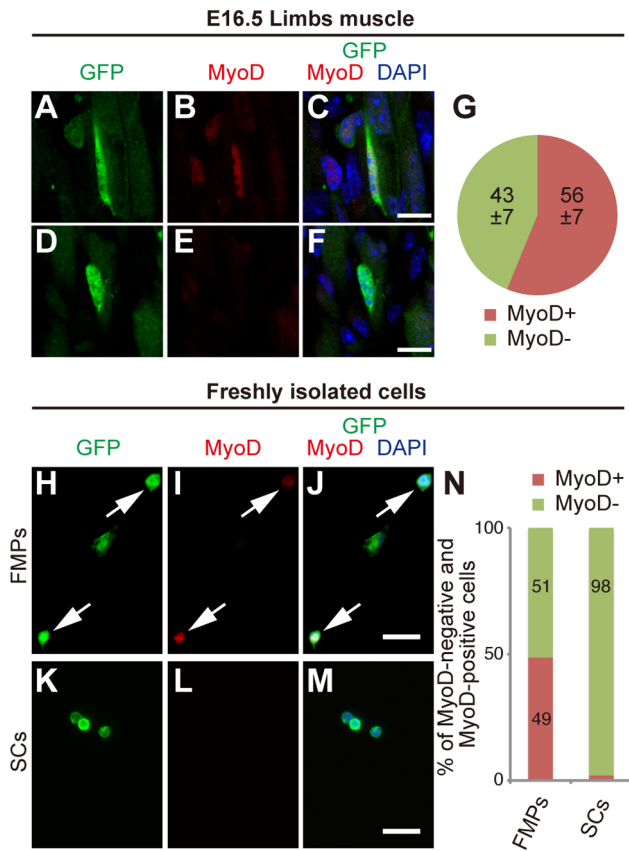 E16.5 Limbs muscle
GFP
MyoD
GFP
MyoD DAPI
A
B
C
G
43
±7
56
±7
D
E
F
MyoD+
MyoD-
Freshly isolated cells
GFP
MyoD
GFP
MyoD DAPI
FMPs
H
I
J
N
MyoD+
MyoD-
% of MyoD-negative and
MyoD-positive cells
100
50
0
51
49
98
FMPs
SCs
SCs
K
L
M